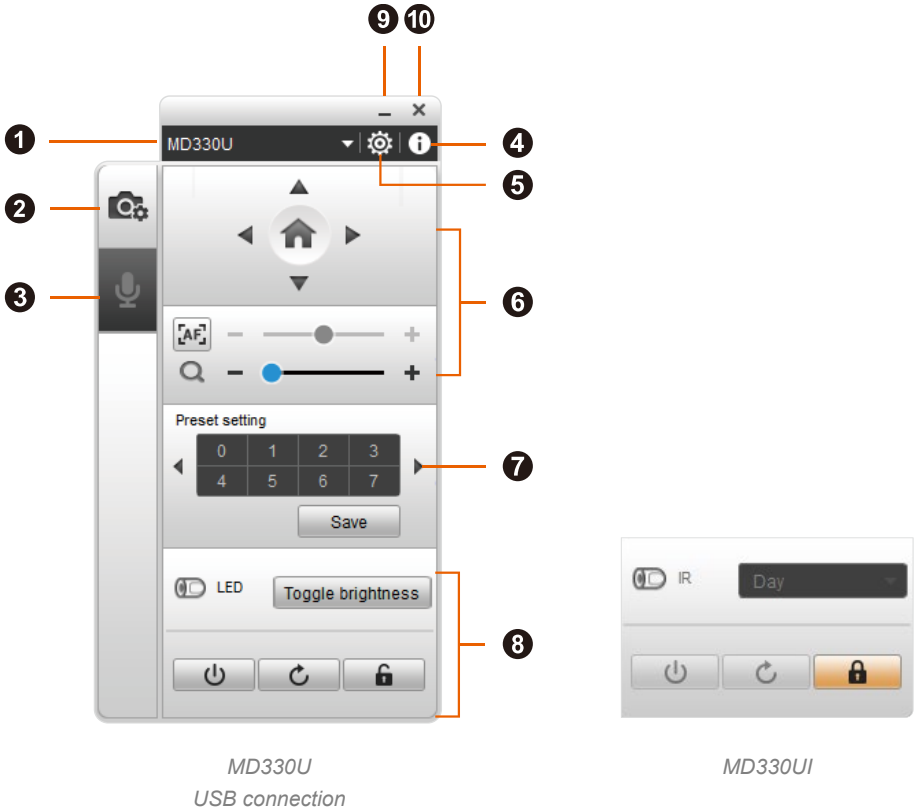 9 10
1 MD330U 4
5
2
3
6
[AF]
Preset setting
0 1 2 3
4 5 6 7
7
Save
LED Toggle brightness
8
IR Day
MD330U
USB connection
MD330UI